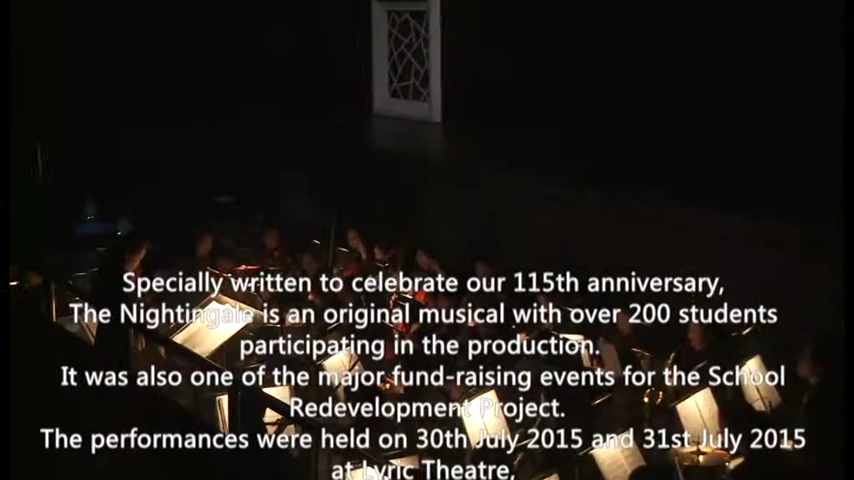 Specially written to celebrate our 115th anniversary,
The Nightingale is an original musical with over 200 students
participating in the production.
It was also one of the major fund-raising events for the School
Redevelopment Project.
The performances were held on 30th July 2015 and 31st July 2015
at Lyric Theatre,